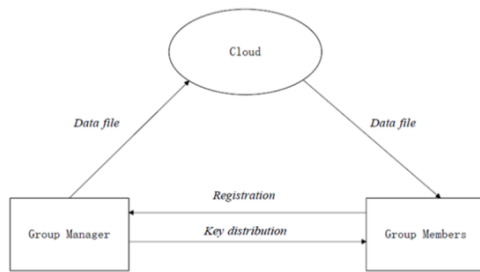 Cloud
Data file
Data file
Registration
Group Manager
Key distribution
Group Members